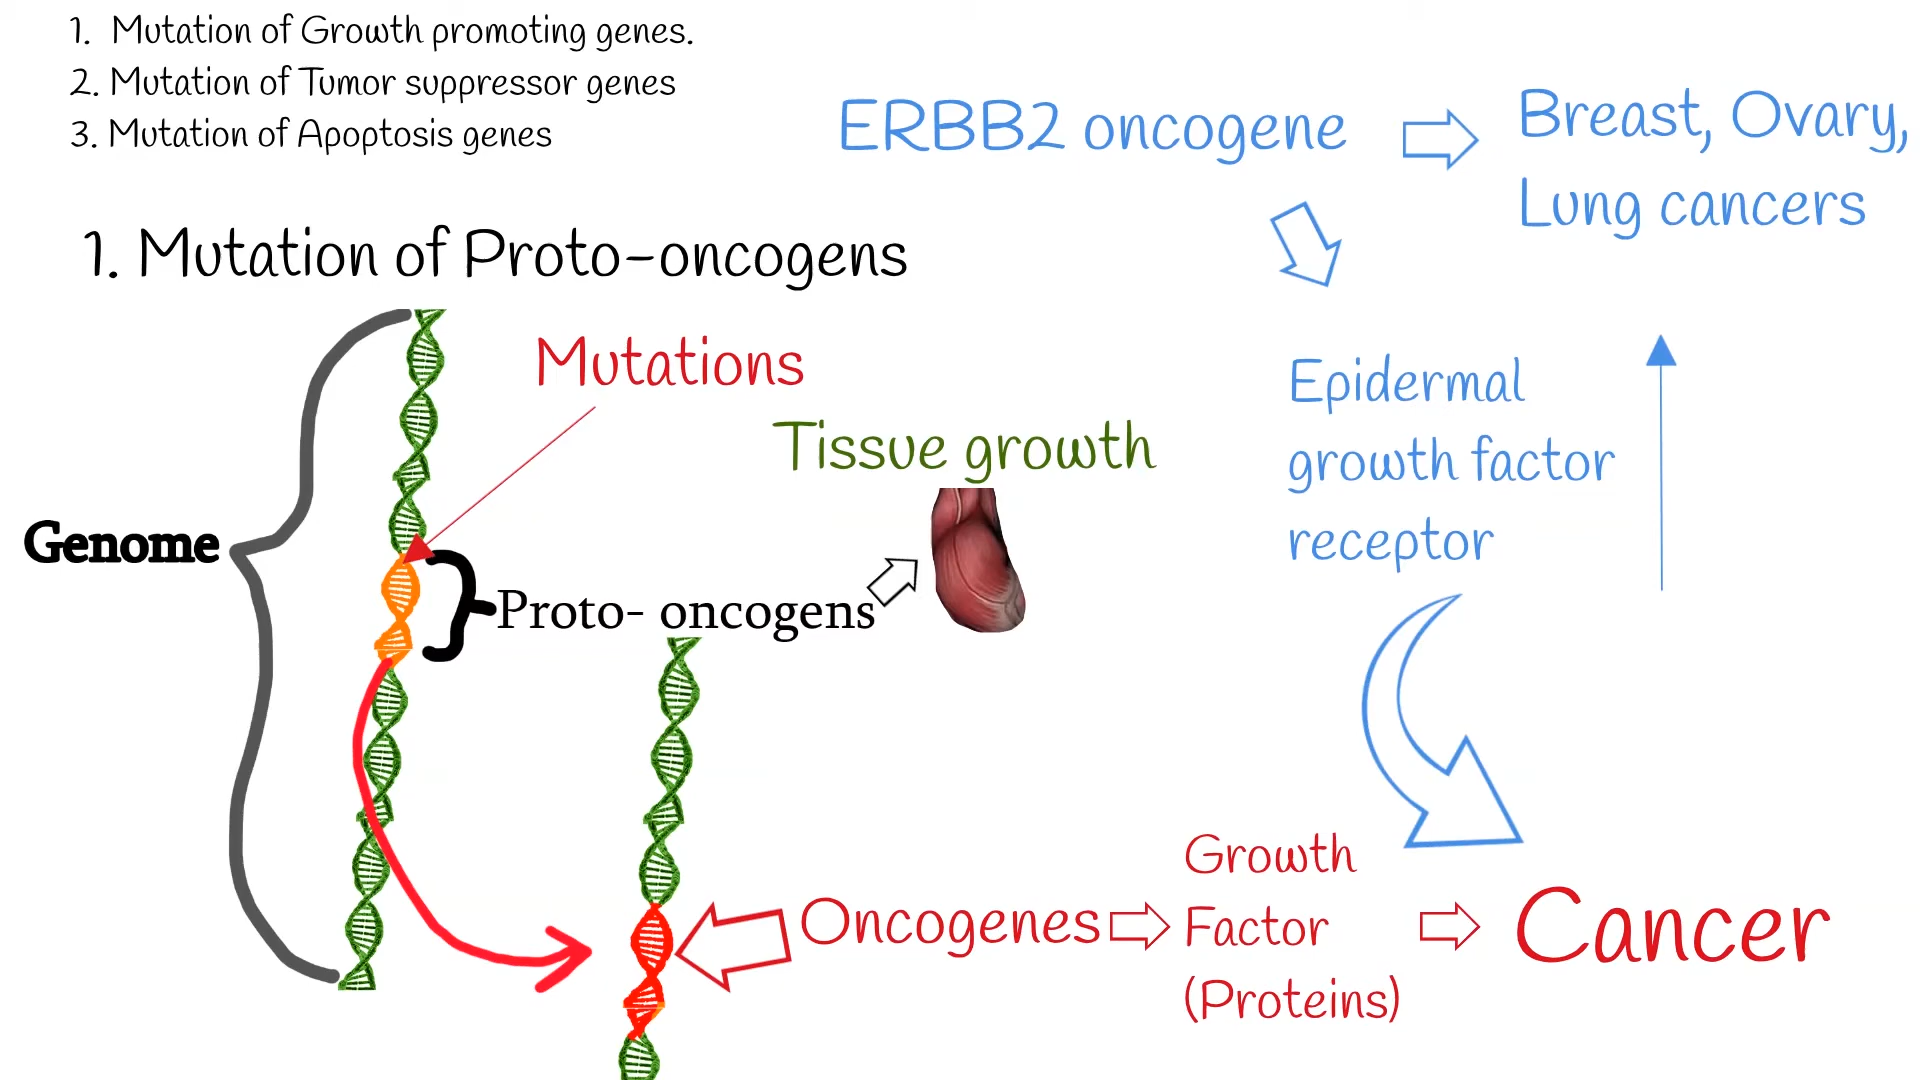 1. Mutation of Growth promoting genes.
2. Mutation of Tumor suppressor genes
3. Mutation of Apoptosis genes
ERBB2 oncogene
Breast, Ovary,
Lung cancers
1. Mutation of Proto-oncogens
Mutations
Tissue growth
Epidermal
growth factor
receptor
Genome
Proto- oncogens
Oncogenes
Growth
Factor
(Proteins)
Cancer